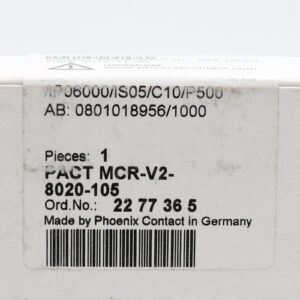 /IP06000/IS05/C10/P500
AB: 0801018956/1000
Pieces: 1
PACT MCR-V2-
8020-105
Ord.No.: 22 77 36 5
Made by Phoenix Contact in Germany